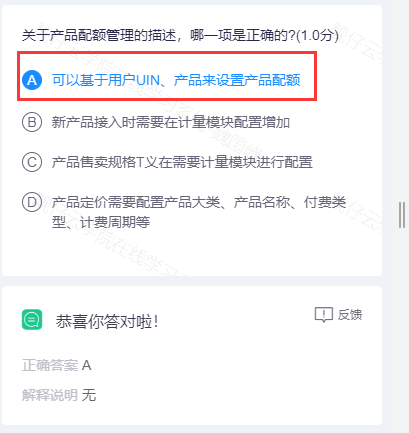 关于产品配额管理的描述，哪一项是正确的?(1.0分)
A 可以基于用户UIN、产品来设置产品配额
B 新产品接入时需要在计量模块配置增加
C 产品售卖规格T义在需要计量模块进行配置
D 产品定价需要配置产品大类、产品名称、付费类
型、计费周期等
恭喜你答对啦！
反馈
正确答案 A
解释说明 无